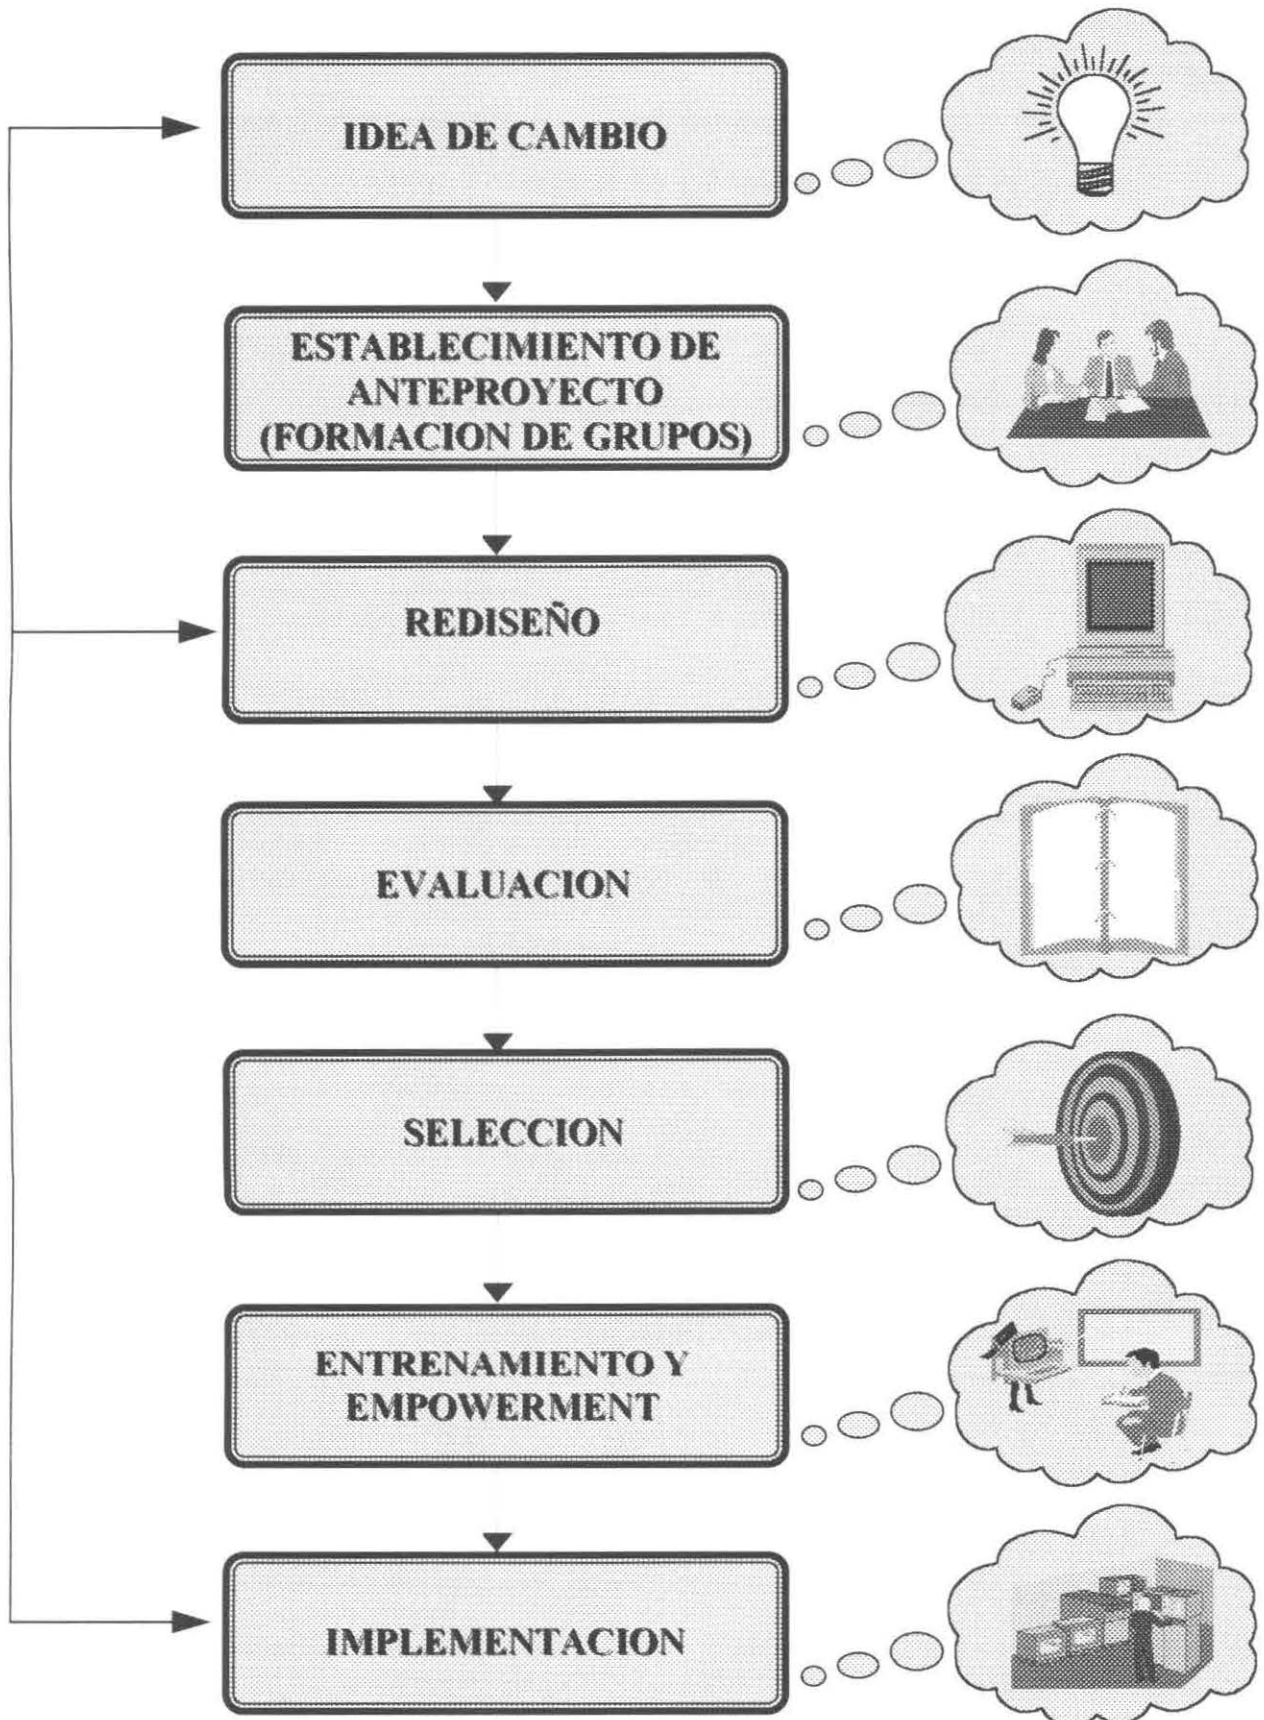 IDEA DE CAMBIO
ESTABLECIMIENTO DE
ANTEPROYECTO
(FORMACION DE GRUPOS)
REDISEÑO
EVALUACION
SELECCION
ENTRENAMIENTO Y
EMPOWERMENT
IMPLEMENTACION